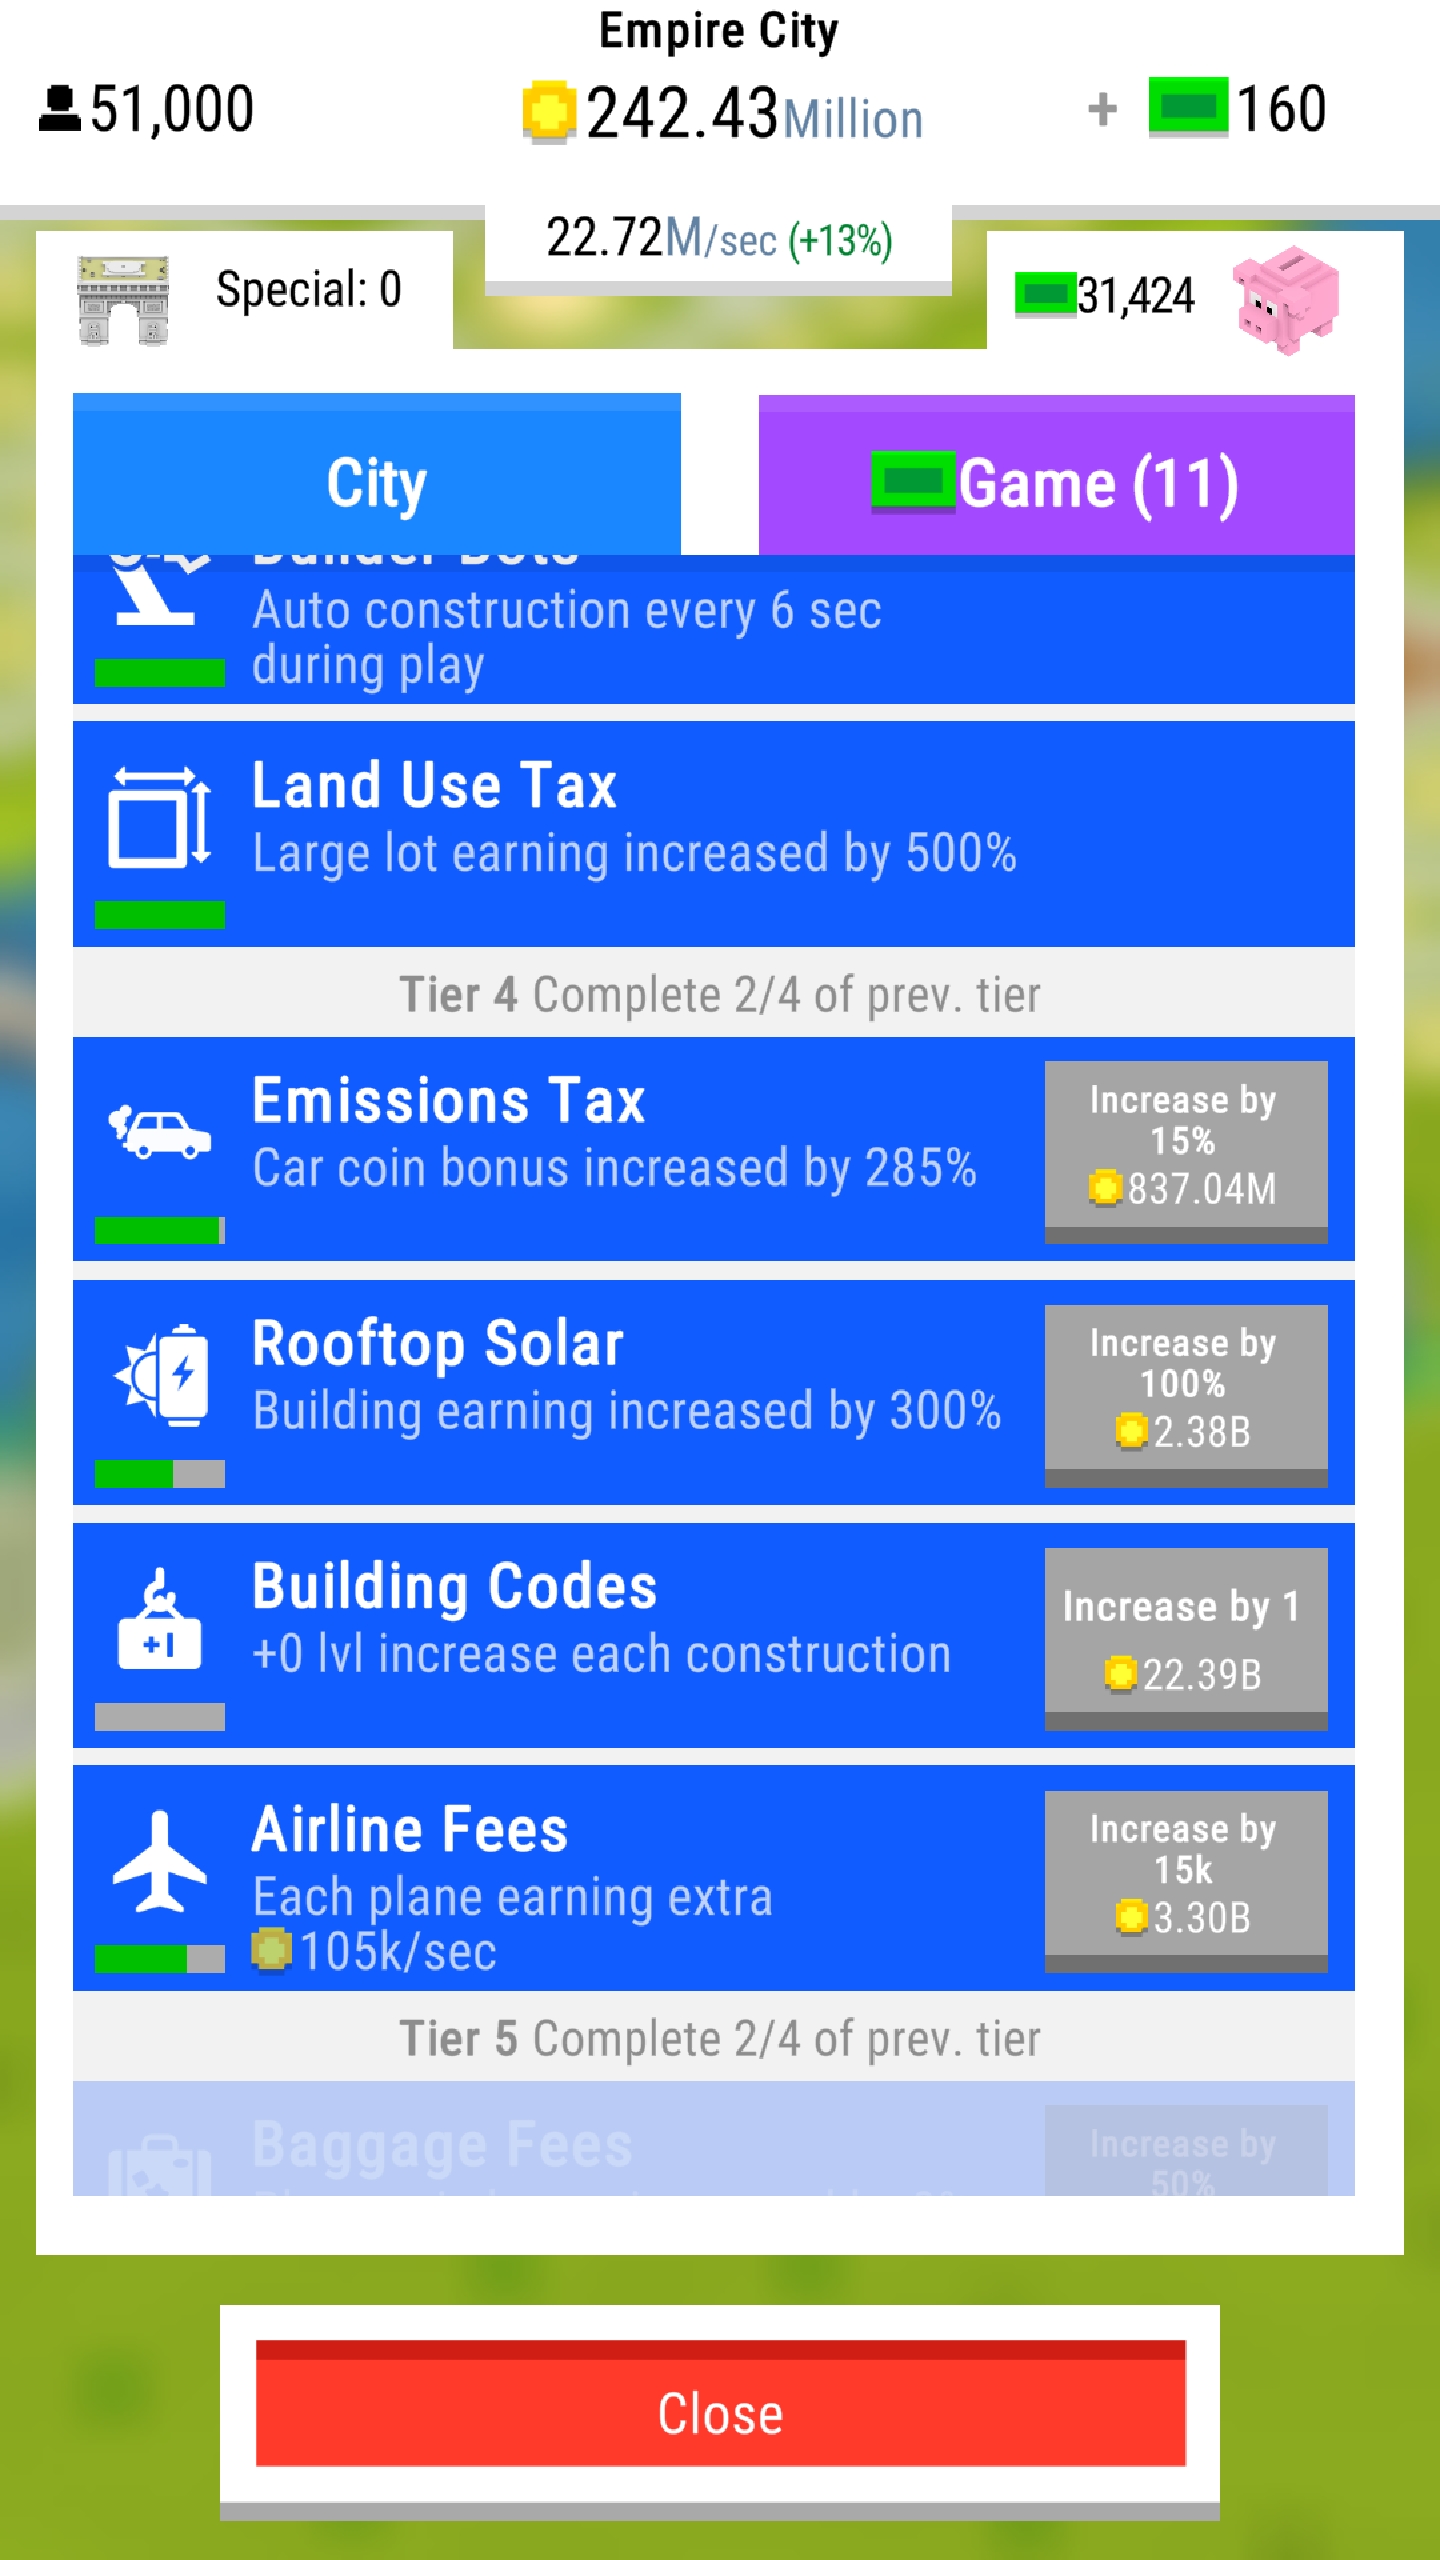 Empire City
51,000
242.43Million
+ 160
22.72M/sec (+13%)
Special: 0
31,424
City
Game (11)
Builder Bots
Auto construction every 6 sec
during play
Land Use Tax
Large lot earning increased by 500%
Tier 4 Complete 2/4 of prev. tier
Emissions Tax
Car coin bonus increased by 285%
Increase by
15%
837.04M
Rooftop Solar
Building earning increased by 300%
Increase by
100%
2.38B
+1
Building Codes
+0 lvl increase each construction
Increase by 1
22.39B
Airline Fees
Each plane earning extra
105k/sec
Increase by
15k
3.30B
Tier 5 Complete 2/4 of prev. tier
Baggage Fees
Increase by
50%
Close